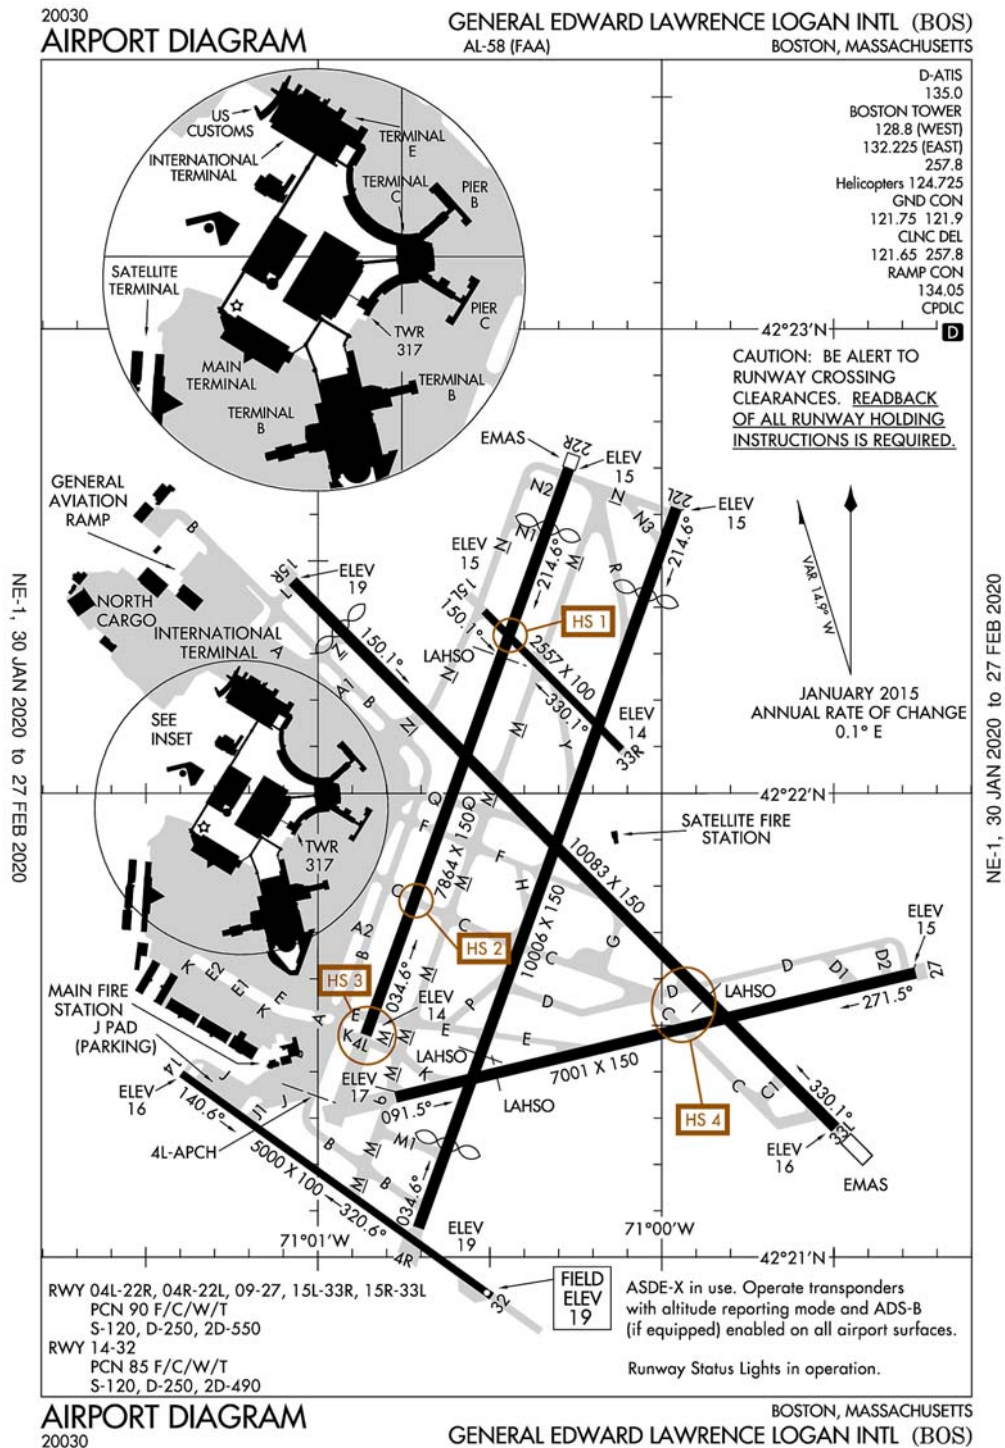 20030
AIRPORT DIAGRAM
GENERAL EDWARD LAWRENCE LOGAN INTL (BOS)
AL-58 (FAA)
BOSTON, MASSACHUSETTS
D-ATIS
135.0
BOSTON TOWER
128.8 (WEST)
132.225 (EAST)
257.8
Helicopters 124.725
GND CON
121.75 121.9
CLNC DEL
121.65 257.8
RAMP CON
134.05
CPDLC
D
US
CUSTOMS
TERMINAL
E
INTERNATIONAL
TERMINAL
TERMINAL
C
PIER
B
SATELLITE
TERMINAL
PIER
C
TWR
317
MAIN
TERMINAL
TERMINAL
B
TERMINAL
B
42°23'N
CAUTION: BE ALERT TO
RUNWAY CROSSING
CLEARANCES. READBACK
OF ALL RUNWAY HOLDING
INSTRUCTIONS IS REQUIRED.
EMAS
22R
ELEV
15
22L
ELEV
15
N2
N
N3
N1
214.6°
214.6°
GENERAL
AVIATION
RAMP
B
ELEV
15
N
M
R
15R
L
ELEV
19
15L
150.1°
HS 1
VAR 14.9° W
NORTH
CARGO
INTERNATIONAL
TERMINAL
A
N
150.1°
LAHSO
2557 X 100
N
A1
B
N
330.1°
M
Y
ELEV
14
33R
JANUARY 2015
ANNUAL RATE OF CHANGE
0.1° E
SEE
INSET
42°22'N
Q
Q
M
F
SATELLITE FIRE
STATION
TWR
317
7864 X 150
F
10083 X 150
C
M
H
10006 X 150
A2
B
HS 2
C
C
G
ELEV
15
K
E2
E1
K
E
HS 3
034.6°
M
D
D1
D2
27
MAIN FIRE
STATION
J PAD
(PARKING)
A
E
K
4L
M
M
ELEV
14
E
P
D
E
D
C
LAHSO
271.5°
LAHSO
7001 X 150
14
J
ELEV
16
140.6°
J1
J
ELEV
17
M
K
9
091.5°
LAHSO
C
C1
330.1°
HS 4
33L
ELEV
16
EMAS
4L-APCH
B
M
M1
5000 X 100
M
B
320.6°
034.6°
4R
ELEV
19
71°01'W
71°00'W
42°21'N
32
FIELD
ELEV
19
RWY 04L-22R, 04R-22L, 09-27, 15L-33R, 15R-33L
PCN 90 F/C/W/T
S-120, D-250, 2D-550
RWY 14-32
PCN 85 F/C/W/T
S-120, D-250, 2D-490
ASDE-X in use. Operate transponders
with altitude reporting mode and ADS-B
(if equipped) enabled on all airport surfaces.
Runway Status Lights in operation.
NE-1, 30 JAN 2020 to 27 FEB 2020
NE-1, 30 JAN 2020 to 27 FEB 2020
AIRPORT DIAGRAM
20030
BOSTON, MASSACHUSETTS
GENERAL EDWARD LAWRENCE LOGAN INTL (BOS)